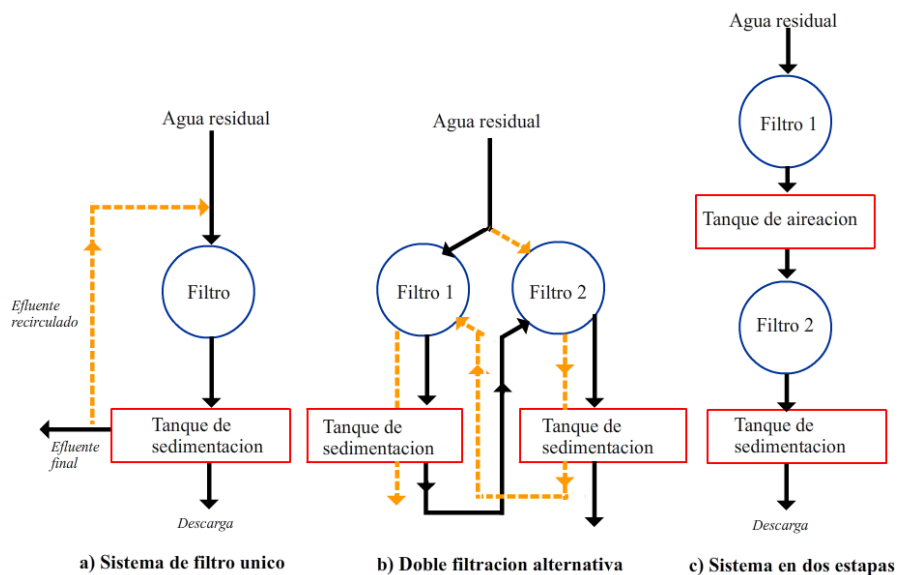 Agua residual
Filtro
Efluente
recirculado
Tanque de
sedimentacion
Efluente
final
Descarga
a) Sistema de filtro unico
Agua residual
Filtro 1
Filtro 2
Tanque de
sedimentacion
Tanque de
sedimentacion
b) Doble filtracion alternativa
Agua residual
Filtro 1
Tanque de aireacion
Filtro 2
Tanque de
sedimentacion
Descarga
c) Sistema en dos estapas